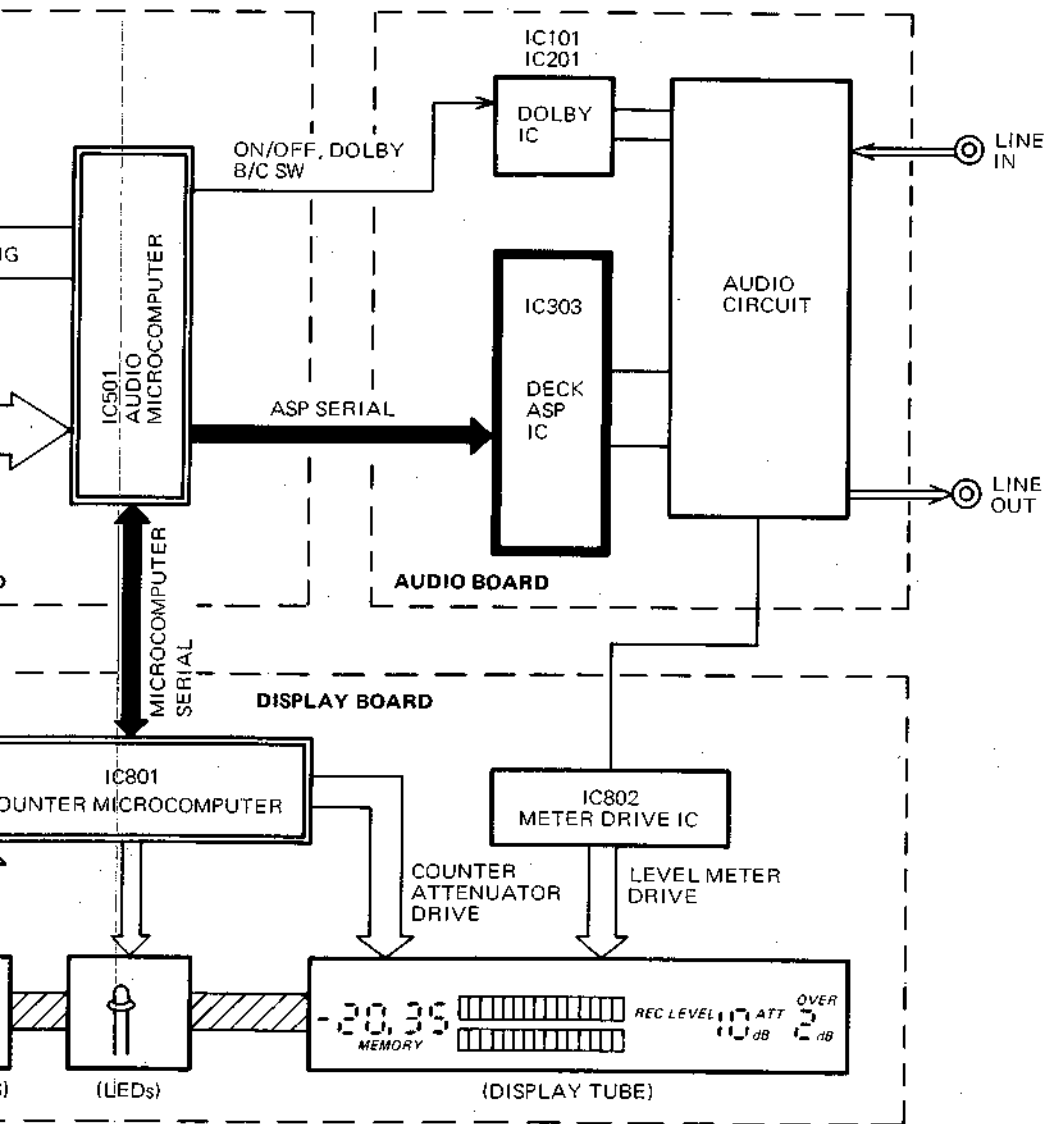 IC101
IC201
DOLBY
IC
ON/OFF, DOLBY
B/C SW
LINE
IN
IC501
AUDIO
MICROCOMPUTER
IC303
DECK
ASP
IC
AUDIO
CIRCUIT
ASP SERIAL
LINE
OUT
AUDIO BOARD
MICROCOMPUTER
SERIAL
DISPLAY BOARD
IC801
OUNTER MICROCOMPUTER
IC802
METER DRIVE IC
COUNTER
ATTENUATOR
DRIVE
LEVEL METER
DRIVE
-20.35
MEMORY
REC LEVEL
10 dB
ATT
OVER
2 dB
(LEDs)
(DISPLAY TUBE)